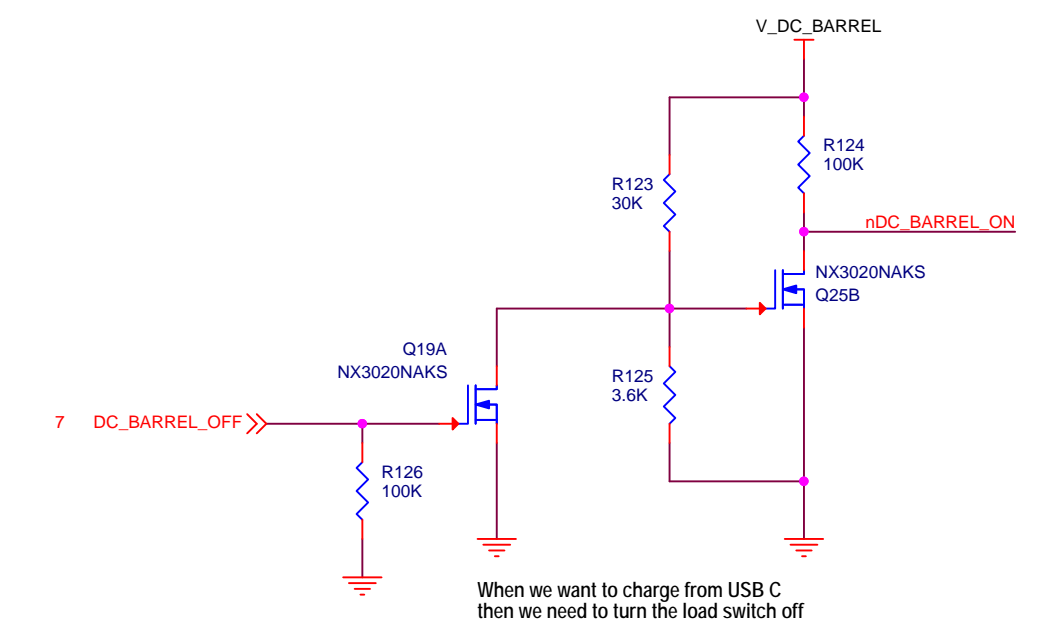 V_DC_BARREL
R124
100K
R123
30K
nDC_BARREL_ON
NX3020NAKS
Q25B
Q19A
NX3020NAKS
R125
3.6K
7 DC_BARREL_OFF
R126
100K
When we want to charge from USB C
then we need to turn the load switch off